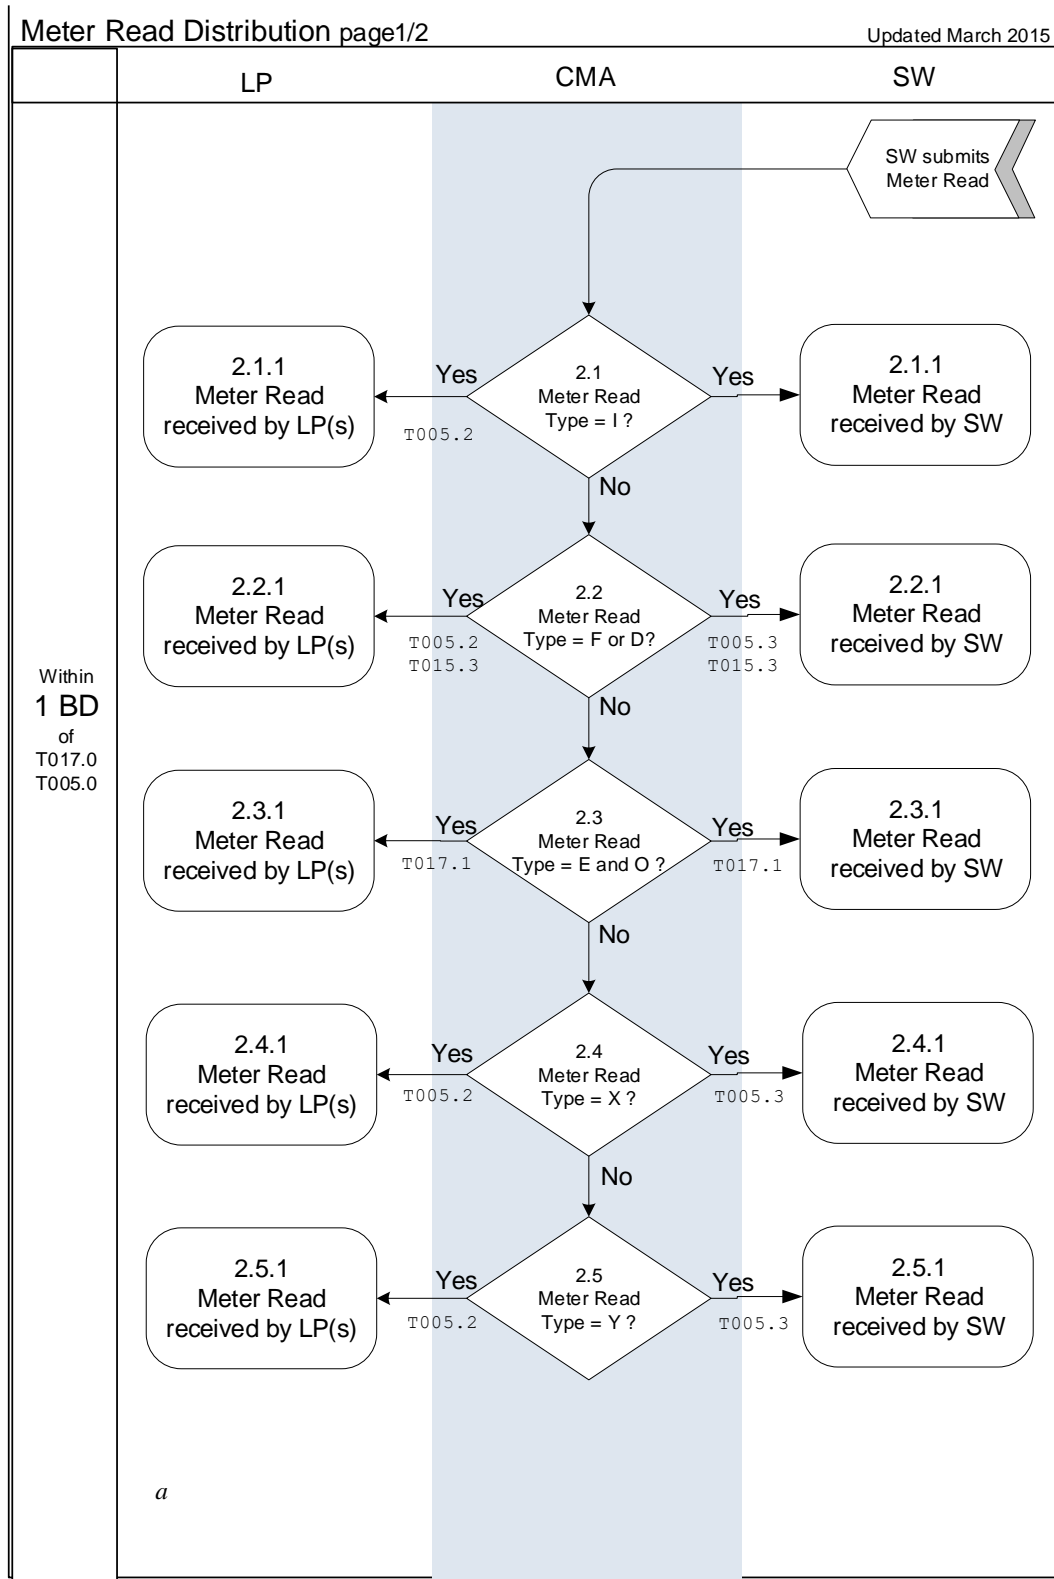 Meter Read Distribution page1/2
Updated March 2015
LP
CMA
SW
SW submits
Meter Read
2.1.1
Meter Read
received by LP(s)
Yes
T005.2
2.1
Meter Read
Type = I ?
Yes
2.1.1
Meter Read
received by SW
No
2.2.1
Meter Read
received by LP(s)
Yes
T005.2
T015.3
2.2
Meter Read
Type = F or D?
Yes
T005.3
T015.3
2.2.1
Meter Read
received by SW
No
Within
1 BD
of
T017.0
T005.0
2.3.1
Meter Read
received by LP(s)
Yes
T017.1
2.3
Meter Read
Type = E and O ?
Yes
T017.1
2.3.1
Meter Read
received by SW
No
2.4.1
Meter Read
received by LP(s)
Yes
T005.2
2.4
Meter Read
Type = X ?
Yes
T005.3
2.4.1
Meter Read
received by SW
No
2.5.1
Meter Read
received by LP(s)
Yes
T005.2
2.5
Meter Read
Type = Y ?
Yes
T005.3
2.5.1
Meter Read
received by SW
a